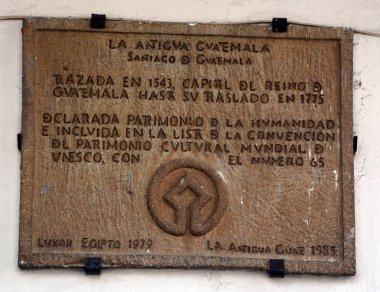 LA ANTIGUA GUATEMALA
SANTIAGO D GUATEMALA
TRAZADA EN 1543, CAPITAL DEL REINO D
GUATEMALA HASTA SU TRASLADO EN 1775
DCLARADA PATRIMONIO D LA HUMANIDAD
E INCLUIDA EN LA LISTA D LA CONVENCIÓN
DL PATRIMONIO CULTURAL MUNDIAL D
UNESCO, CON EL NUMERO 65
LUXOR EGIPTO 1979
LA ANTIGUA GUAT 1985